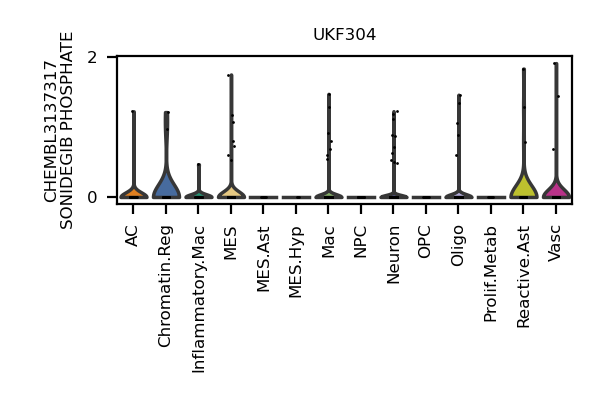 UKF304
CHEMBL3137317
SONIDEGIB PHOSPHATE
2
0
AC
Chromatin.Reg
Inflammatory.Mac
MES
MES.Ast
MES.Hyp
Mac
NPC
Neuron
OPC
Oligo
Prolif.Metab
Reactive.Ast
Vasc